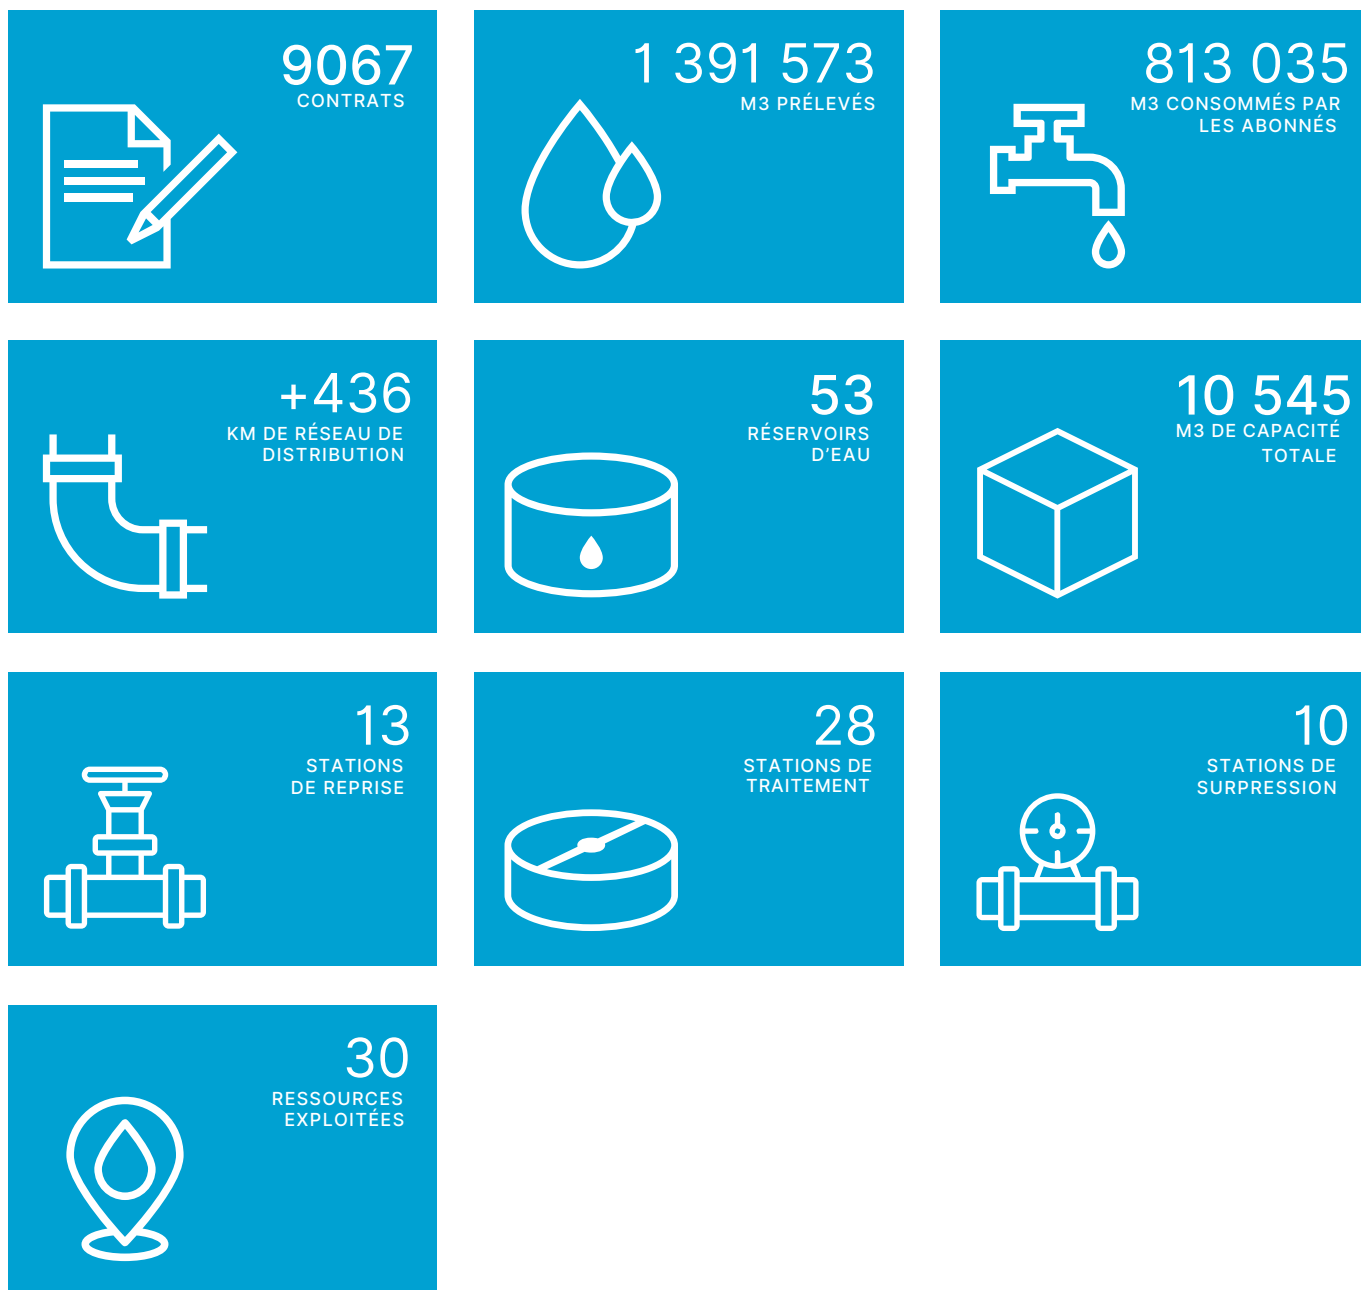 9067
CONTRATS
1 391 573
M3 PRÉLEVÉS
813 035
M3 CONSOMMÉS PAR
LES ABONNÉS
+436
KM DE RÉSEAU DE
DISTRIBUTION
53
RÉSERVOIRS
D'EAU
10 545
M3 DE CAPACITÉ
TOTALE
13
STATIONS
DE REPRISE
28
STATIONS DE
TRAITEMENT
10
STATIONS DE
SURPRESSION
30
RESSOURCES
EXPLOITÉES